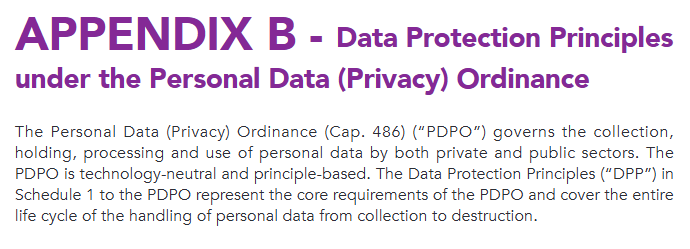 APPENDIX B - Data Protection Principles
under the Personal Data (Privacy) Ordinance
The Personal Data (Privacy) Ordinance (Cap. 486) (“PDPO”) governs the collection,
holding, processing and use of personal data by both private and public sectors. The
PDPO is technology-neutral and principle-based. The Data Protection Principles (“DPP”) in
Schedule 1 to the PDPO represent the core requirements of the PDPO and cover the entire
life cycle of the handling of personal data from collection to destruction.